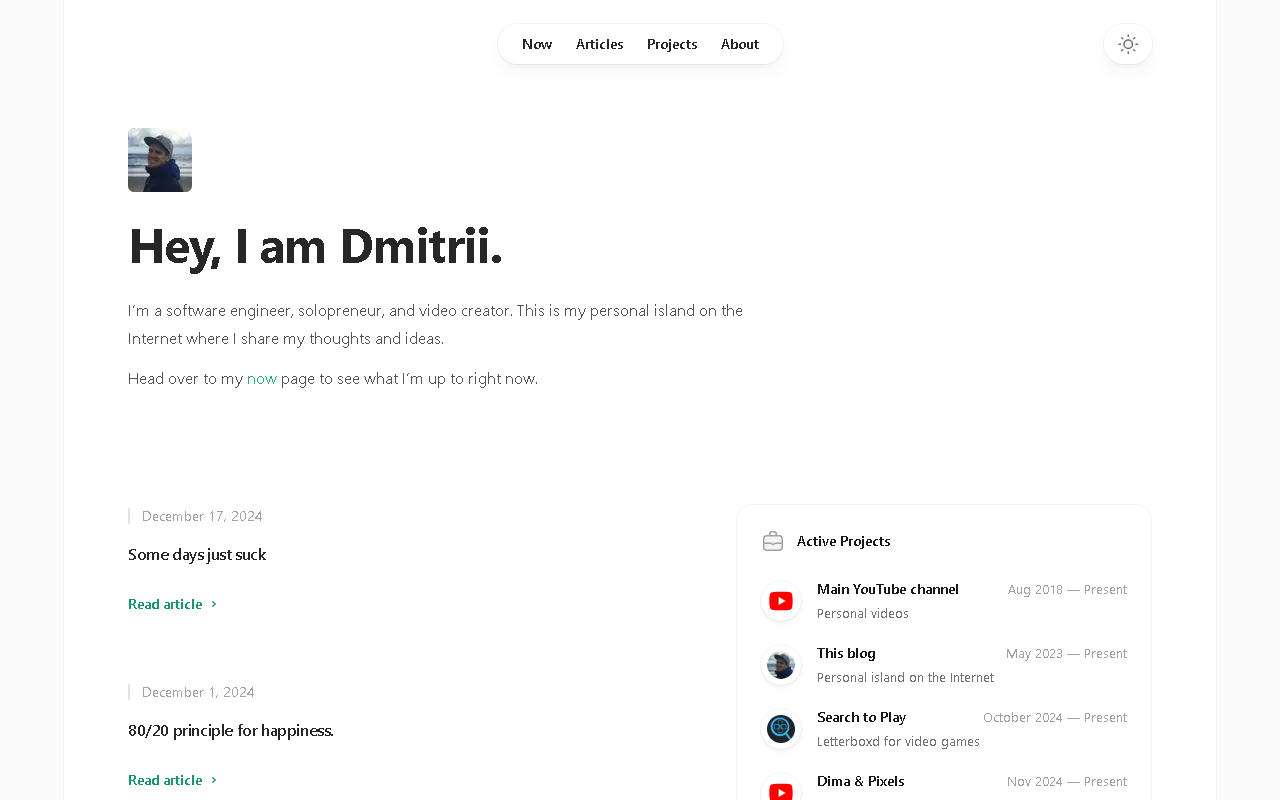 Now Articles Projects About
Hey, I am Dmitrii.
I’m a software engineer, solopreneur, and video creator. This is my personal island on the
Internet where I share my thoughts and ideas.
Head over to my now page to see what I’m up to right now.
December 17, 2024
Some days just suck
Read article
December 1, 2024
80/20 principle for happiness.
Read article
Active Projects
Main YouTube channel Aug 2018 — Present
Personal videos
This blog May 2023 — Present
Personal island on the Internet
Search to Play October 2024 — Present
Letterboxd for video games
Dima & Pixels Nov 2024 — Present